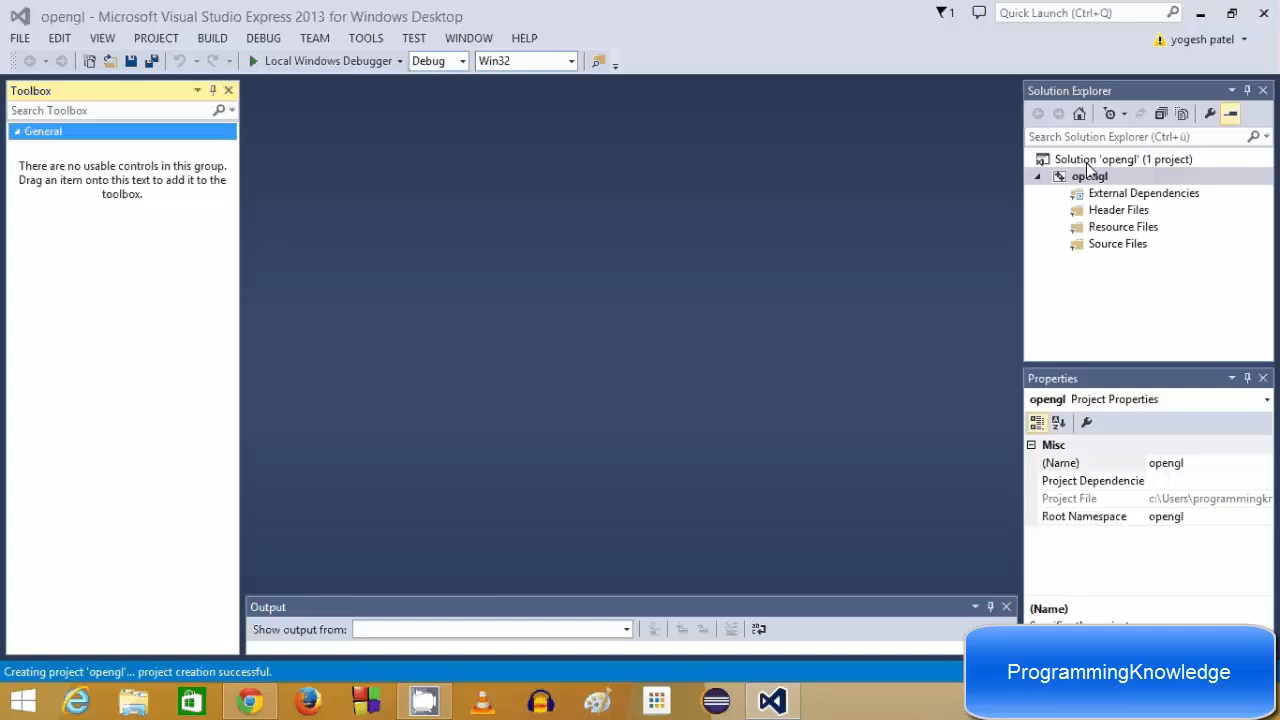 opengl - Microsoft Visual Studio Express 2013 for Windows Desktop
1
Quick Launch (Ctrl+Q)
FILE EDIT VIEW PROJECT BUILD DEBUG TEAM TOOLS TEST WINDOW HELP
yogesh patel
Local Windows Debugger
Debug
Win32
Toolbox
Search Toolbox
General
There are no usable controls in this group.
Drag an item onto this text to add it to the
toolbox.
Solution Explorer
Search Solution Explorer (Ctrl+ü)
Solution 'opengl' (1 project)
opengl
External Dependencies
Header Files
Resource Files
Source Files
Properties
opengl Project Properties
Misc
(Name) opengl
Project Dependencie
Project File c:\Users\programmingkr
Root Namespace opengl
(Name)
Output
Show output from:
Creating project 'opengl'... project creation successful.
ProgrammingKnowledge